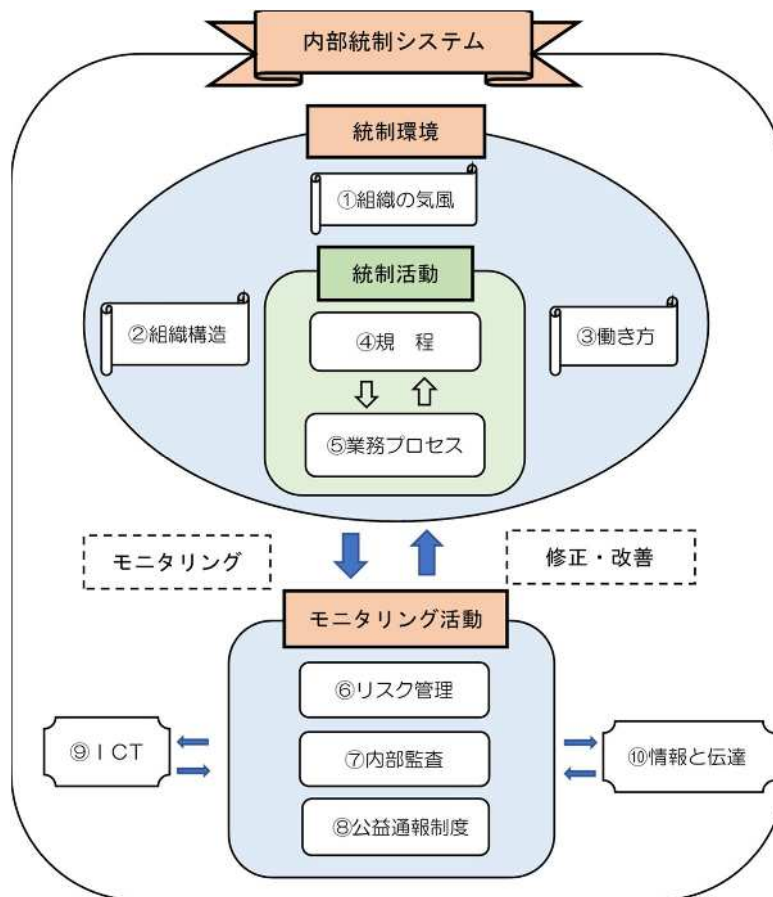 内部統制システム
統制環境
①組織の気風
統制活動
②組織構造
④規　程
③働き方
⑤業務プロセス
モニタリング
修正・改善
モニタリング活動
⑥リスク管理
⑨ＩＣＴ
⑦内部監査
⑩情報と伝達
⑧公益通報制度